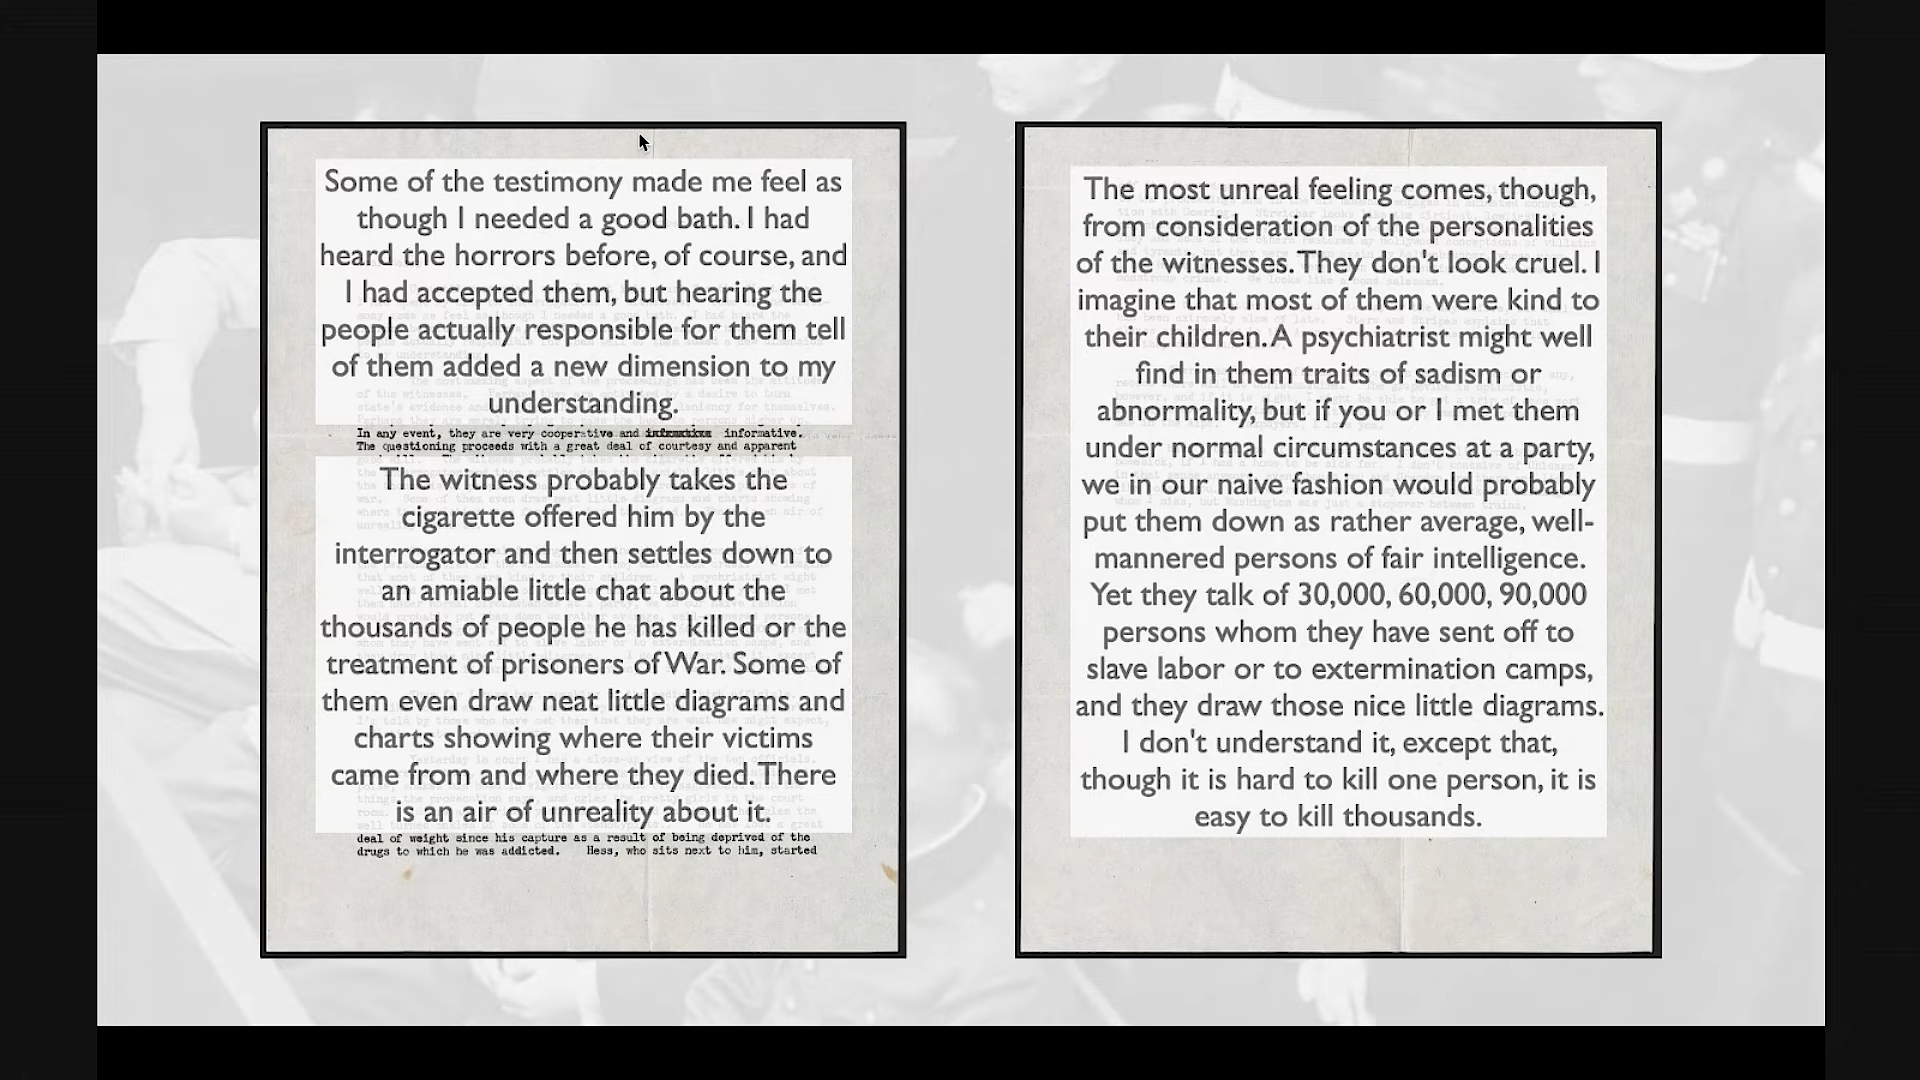 Some of the testimony made me feel as
though I needed a good bath. I had
heard the horrors before, of course, and
I had accepted them, but hearing the
people actually responsible for them tell
of them added a new dimension to my
understanding.
In any event, they are very cooperative and informative.
The questioning proceeds with a great deal of courtesy and apparent
The witness probably takes the
cigarette offered him by the
interrogator and then settles down to
an amiable little chat about the
thousands of people he has killed or the
treatment of prisoners of War. Some of
them even draw neat little diagrams and
charts showing where their victims
came from and where they died. There
is an air of unreality about it.
deal of weight since his capture as a result of being deprived of the
drugs to which he was addicted. Hess, who sits next to him, started
The most unreal feeling comes, though,
from consideration of the personalities
of the witnesses. They don't look cruel. I
imagine that most of them were kind to
their children. A psychiatrist might well
find in them traits of sadism or
abnormality, but if you or I met them
under normal circumstances at a party,
we in our naive fashion would probably
put them down as rather average, well-
mannered persons of fair intelligence.
Yet they talk of 30,000, 60,000, 90,000
persons whom they have sent off to
slave labor or to extermination camps,
and they draw those nice little diagrams.
I don't understand it, except that,
though it is hard to kill one person, it is
easy to kill thousands.